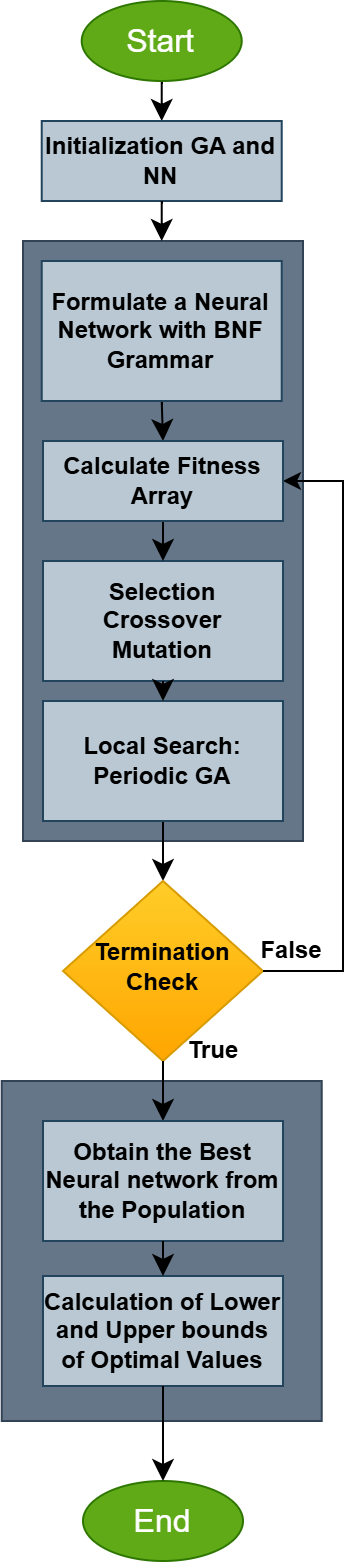 Start
Initialization GA and
NN
Formulate a Neural
Network with BNF
Grammar
Calculate Fitness
Array
Selection
Crossover
Mutation
Local Search:
Periodic GA
Termination
Check
False
True
Obtain the Best
Neural network from
the Population
Calculation of Lower
and Upper bounds
of Optimal Values
End